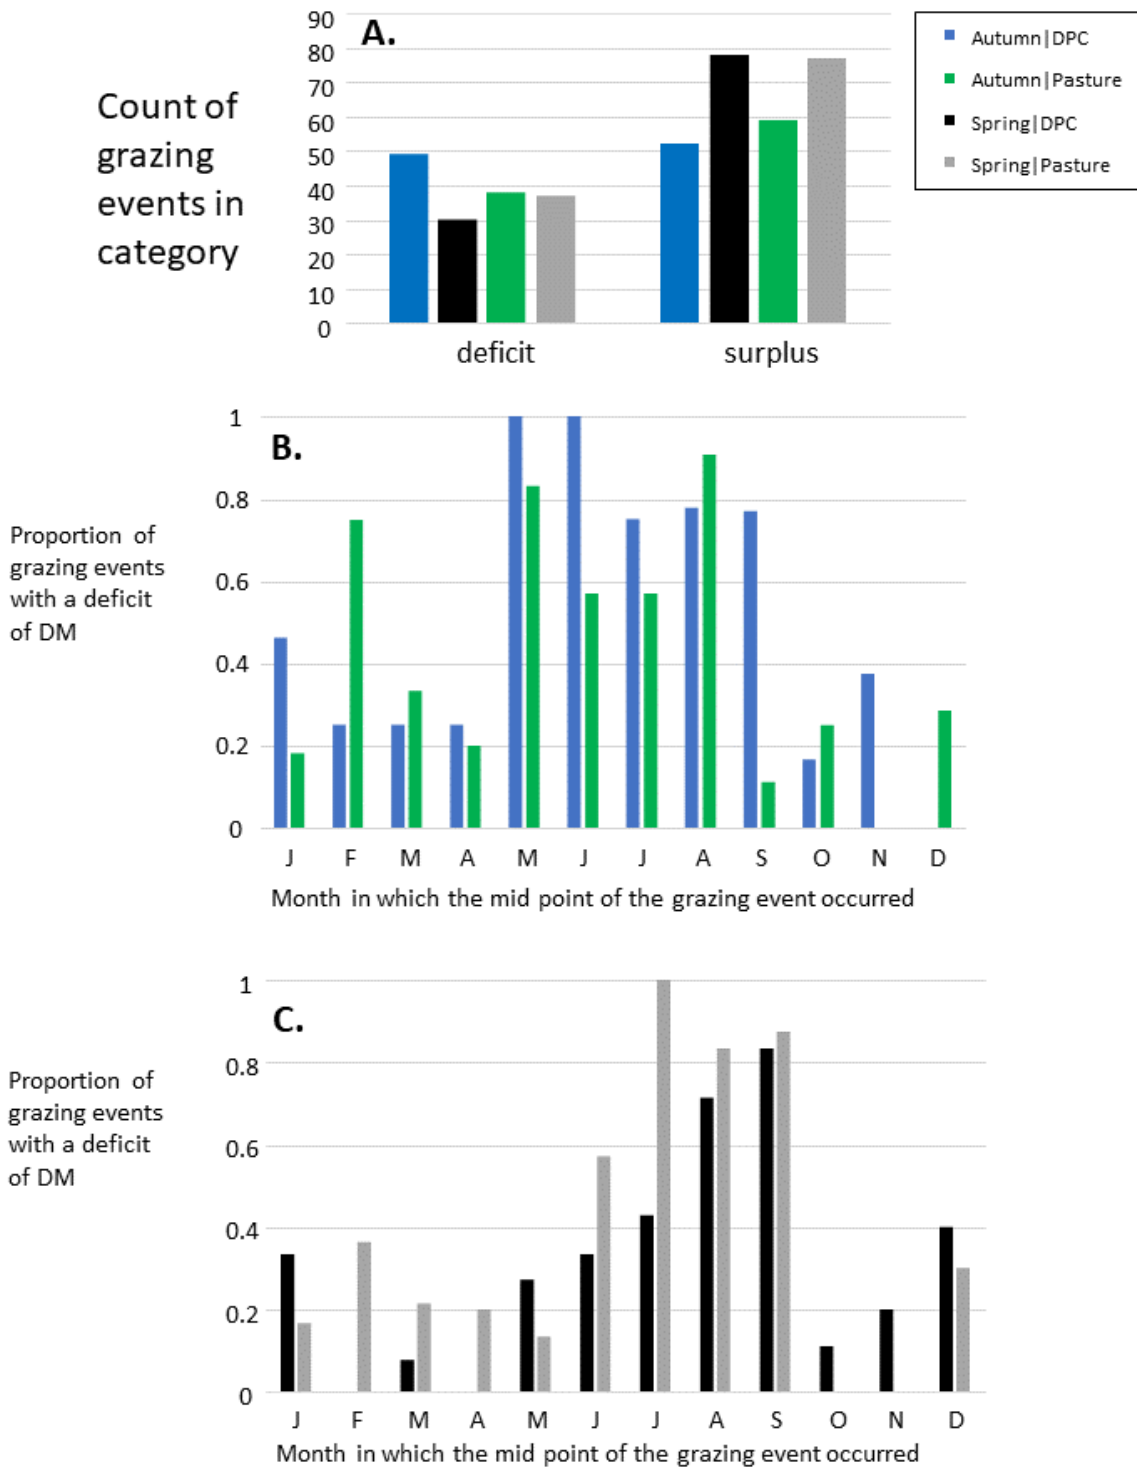 A.
Count of
grazing
events in
category
90
80
70
60
50
40
30
20
10
0
deficit surplus
Autumn|DPC
Autumn|Pasture
Spring|DPC
Spring|Pasture
B.
Proportion of
grazing events
with a deficit
of DM
1
0.8
0.6
0.4
0.2
0
J F M A M J J A S O N D
Month in which the mid point of the grazing event occurred
C.
Proportion of
grazing events
with a deficit
of DM
1
0.8
0.6
0.4
0.2
0
J F M A M J J A S O N D
Month in which the mid point of the grazing event occurred